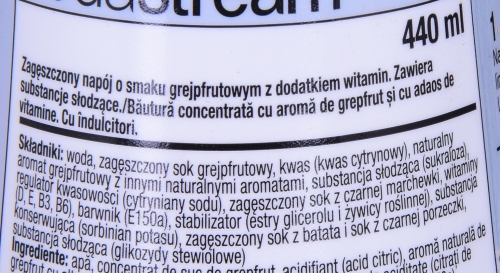 440 ml
Zagęszczony napój o smaku grejpfrutowym z dodatkiem witamin. Zawiera
substancje słodzące./Băutură concentrată cu aromă de grepfrut și cu adaos de
vitamine. Cu îndulcitori.
Składniki: woda, zagęszczony sok grejpfrutowy, kwas (kwas cytrynowy), naturalny
aromat grejpfrutowy z innymi naturalnymi aromatami, substancja słodząca (sukraloza),
regulator kwasowości (cytryniany sodu), zagęszczony sok z czarnej marchewki, witaminy
(D, E, B3, B6), barwnik (E150a), stabilizator (estry glicerolu i żywicy roślinnej), substancja
konserwująca (sorbinian potasu), zagęszczony sok z batata i sok z czarnej porzeczki,
substancja słodząca (glikozydy stewiolowe)
Ingrediente: apă, concentrat de suc de grepfrut, acidifiant (acid citric), aromă naturală de